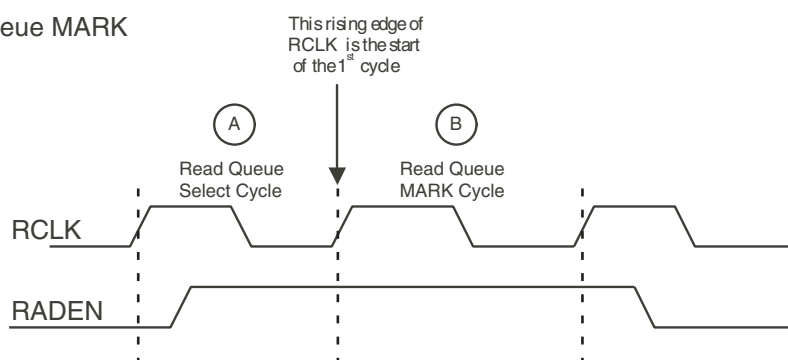 eue MARK
This rising edge of
RCLK is the start
of the 1st cycle
A
B
Read Queue
Select Cycle
Read Queue
MARK Cycle
RCLK
RADEN